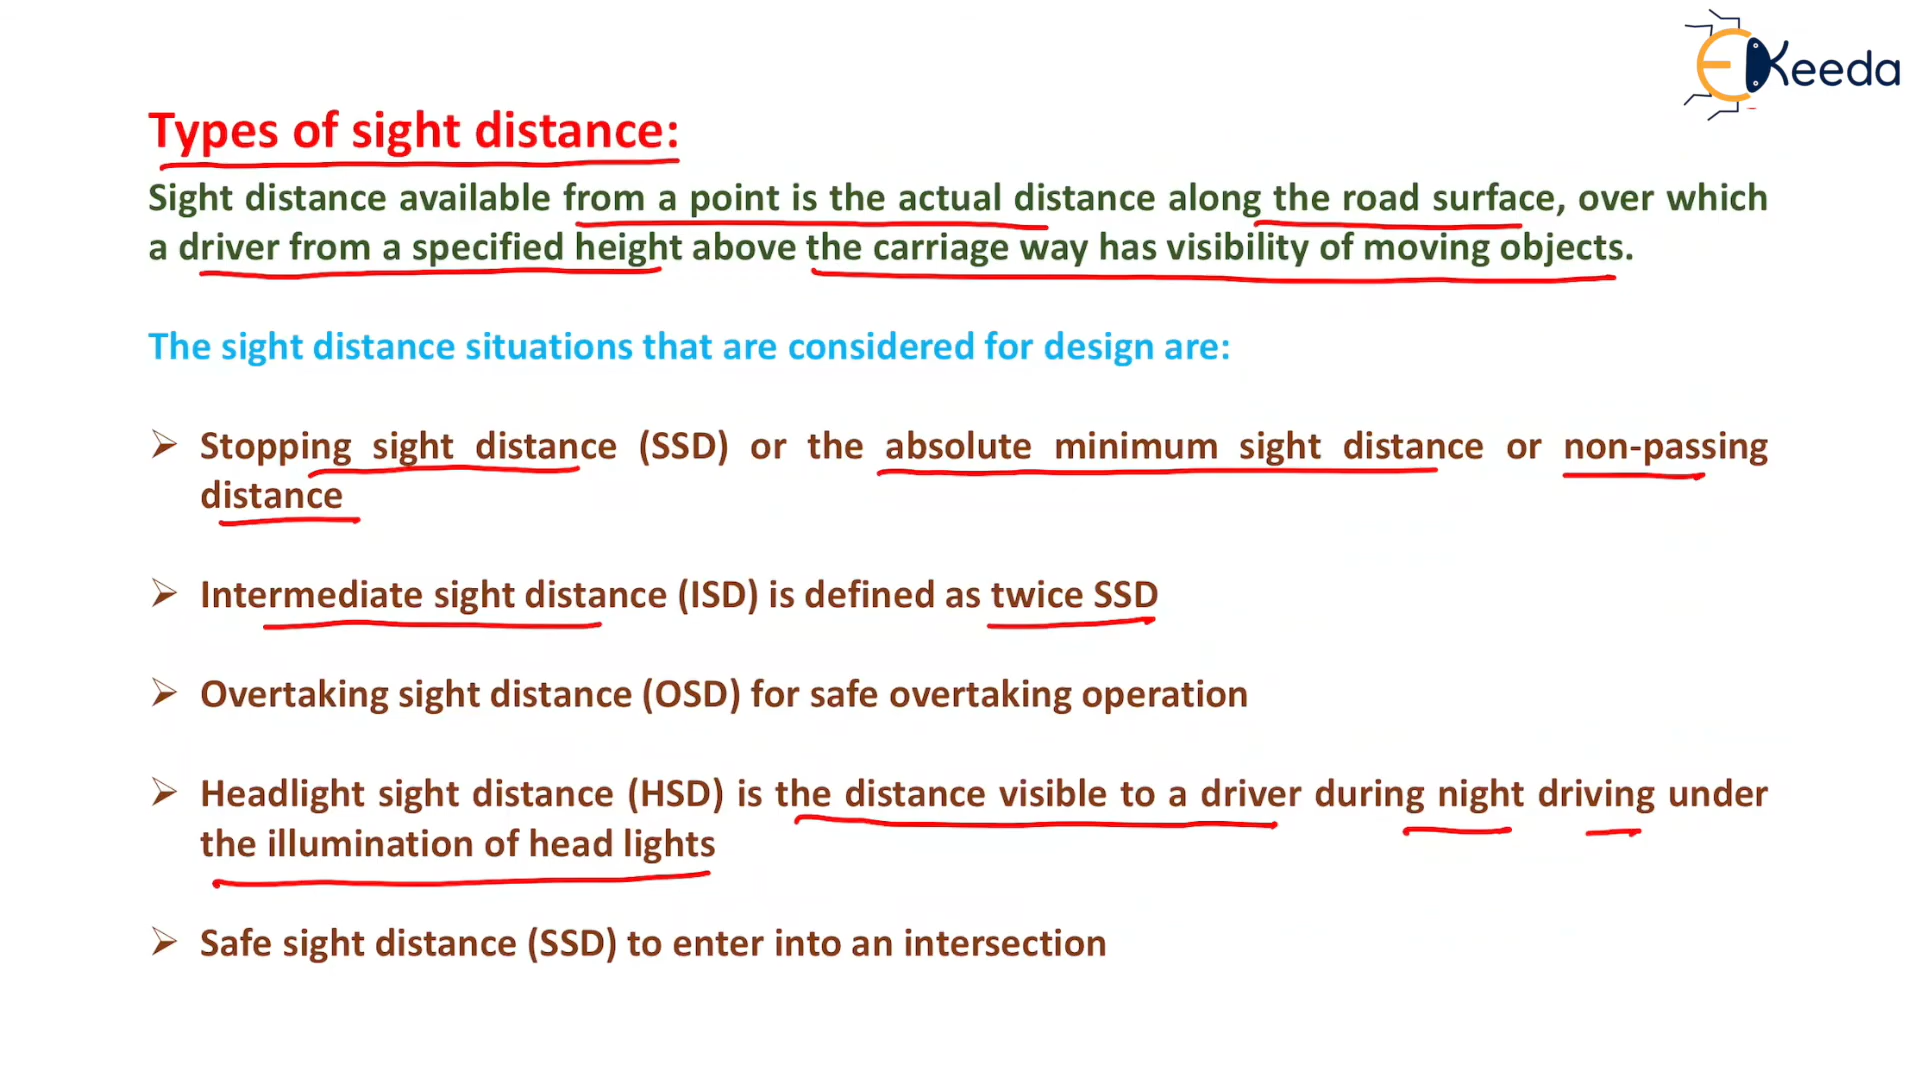 EKeeda
Types of sight distance:
Sight distance available from a point is the actual distance along the road surface, over which
a driver from a specified height above the carriage way has visibility of moving objects.
The sight distance situations that are considered for design are:
➢ Stopping sight distance (SSD) or the absolute minimum sight distance or non-passing
distance
➢ Intermediate sight distance (ISD) is defined as twice SSD
➢ Overtaking sight distance (OSD) for safe overtaking operation
➢ Headlight sight distance (HSD) is the distance visible to a driver during night driving under
the illumination of head lights
➢ Safe sight distance (SSD) to enter into an intersection